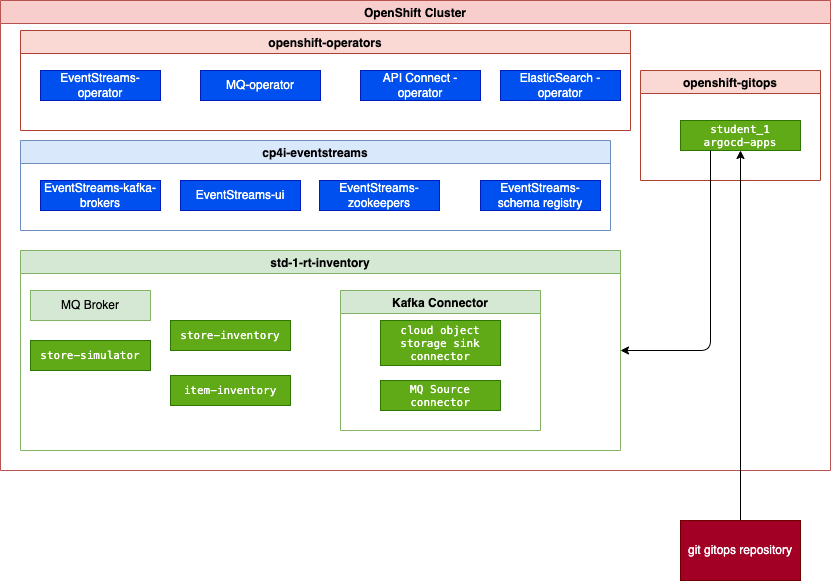 OpenShift Cluster
openshift-operators
EventStreams-
operator
MQ-operator
API Connect -
operator
ElasticSearch -
operator
openshift-gitops
student_1
argocd-apps
cp4i-eventstreams
EventStreams-kafka-
brokers
EventStreams-ui
EventStreams-
zookeepers
EventStreams-
schema registry
std-1-rt-inventory
MQ Broker
store-simulator
store-inventory
item-inventory
Kafka Connector
cloud object
storage sink
connector
MQ Source
connector
git gitops repository